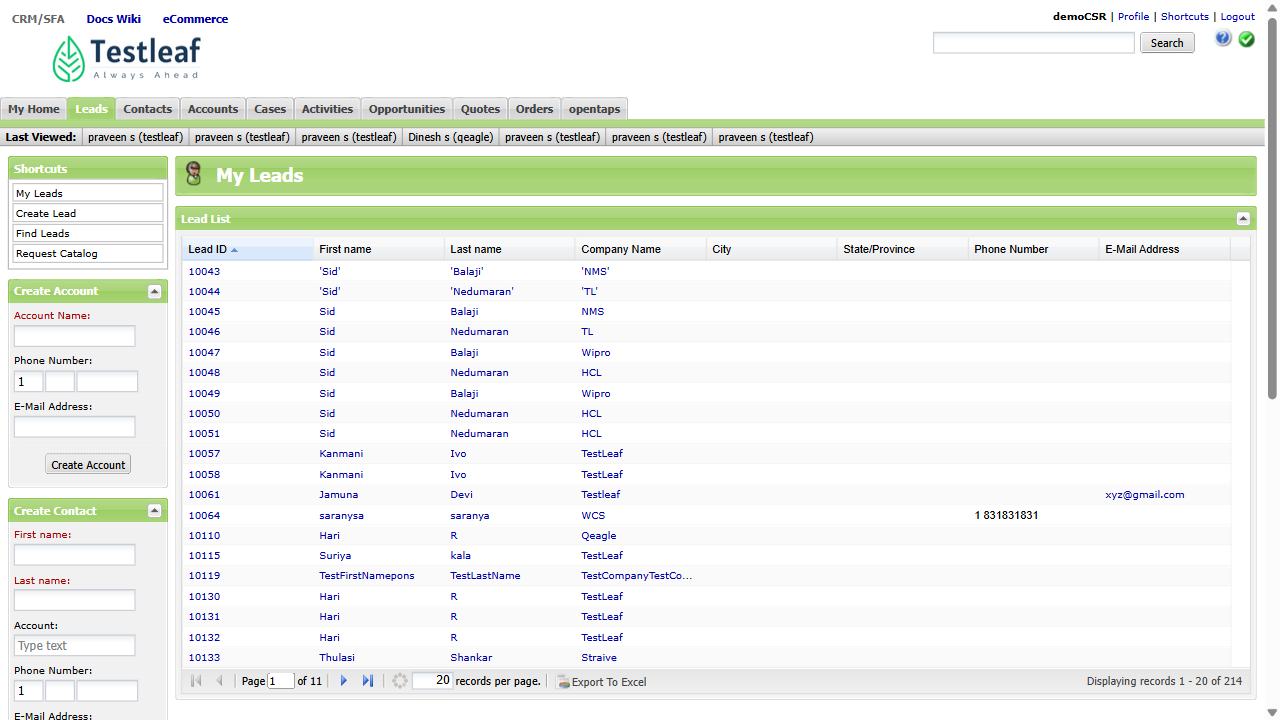 CRM/SFA Docs Wiki eCommerce
demoCSR | Profile | Shortcuts | Logout
Testleaf
Always Ahead
Search
My Home Leads Contacts Accounts Cases Activities Opportunities Quotes Orders opentaps
Last Viewed: praveen s (testleaf) praveen s (testleaf) praveen s (testleaf) Dinesh s (qeagle) praveen s (testleaf) praveen s (testleaf) praveen s (testleaf)
Shortcuts
My Leads
Create Lead
Find Leads
Request Catalog
Create Account
Account Name:
Phone Number:
1
E-Mail Address:
Create Account
Create Contact
First name:
Last name:
Account:
Type text
Phone Number:
1
E-Mail Address:
My Leads
Lead List
Lead ID First name Last name Company Name City State/Province Phone Number E-Mail Address
10043 'Sid' 'Balaji' 'NMS'
10044 'Sid' 'Nedumaran' 'TL'
10045 Sid Balaji NMS
10046 Sid Nedumaran TL
10047 Sid Balaji Wipro
10048 Sid Nedumaran HCL
10049 Sid Balaji Wipro
10050 Sid Nedumaran HCL
10051 Sid Nedumaran HCL
10057 Kanmani Ivo TestLeaf
10058 Kanmani Ivo TestLeaf
10061 Jamuna Devi Testleaf xyz@gmail.com
10064 saranysa saranya WCS 1 831831831
10110 Hari R Qeagle
10115 Suriya kala TestLeaf
10119 TestFirstNamepons TestLastName TestCompanyTestCo...
10130 Hari R TestLeaf
10131 Hari R TestLeaf
10132 Hari R TestLeaf
10133 Thulasi Shankar Straive
Page 1 of 11 20 records per page. Export To Excel Displaying records 1 - 20 of 214